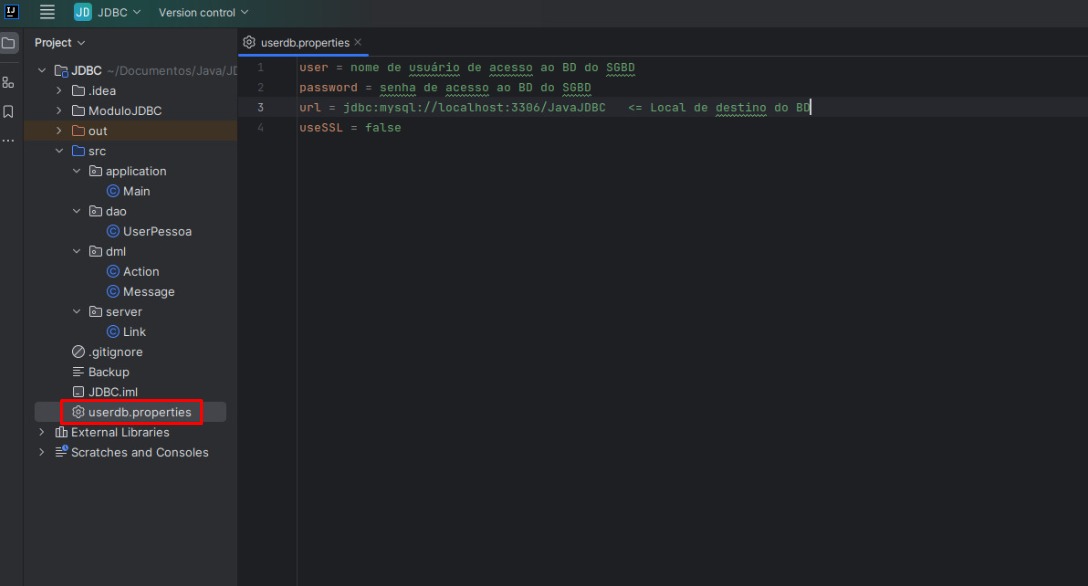 IJ
JD JDBC Version control
Project
userdb.properties
JDBC ~/Documentos/Java/JD
.idea
ModuloJDBC
out
src
application
Main
dao
UserPessoa
dml
Action
Message
server
Link
.gitignore
Backup
JDBC.iml
userdb.properties
External Libraries
Scratches and Consoles
1 user = nome de usuário de acesso ao BD do SGBD
2 password = senha de acesso ao BD do SGBD
3 url = jdbc:mysql://localhost:3306/JavaJDBC <= Local de destino do BD
4 useSSL = false